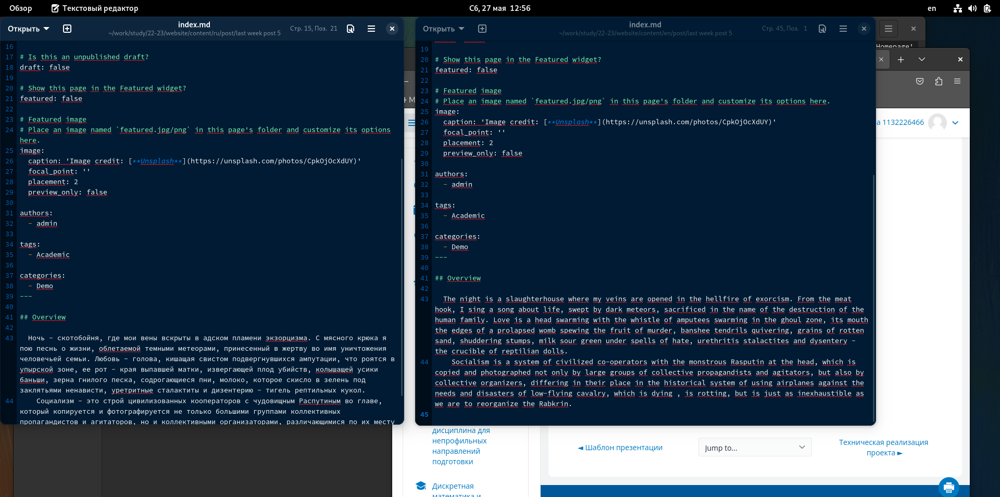 Обзор
Текстовый редактор
Сб, 27 мая 12:56
en
Открыть
index.md
~/work/study/22-23/website/content/ru/post/last week post 5
Стр. 15, Поз. 21
16
17 # Is this an unpublished draft?
18 draft: false
19
20 # Show this page in the Featured widget?
21 featured: false
22
23 # Featured image
24 # Place an image named `featured.jpg/png` in this page's folder and customize its options
here.
25 image:
26 caption: 'Image credit: [**Unsplash**](https://unsplash.com/photos/CpkOjOcXdUY)'
27 focal_point: ''
28 placement: 2
29 preview_only: false
30
31 authors:
32 - admin
33
34 tags:
35 - Academic
36
37 categories:
38 - Demo
39 ---
40
41 ## Overview
42
43 Ночь - скотобойня, где мои вены вскрыты в адском пламени экзорцизма. С мясного крюка я
пою песнь о жизни, облетаемой темными метеорами, принесенный в жертву во имя уничтожения
человечьей семьи. Любовь - голова, кишащая свистом подвергнувшихся ампутации, что роятся в
упырской зоне, ее рот - края выпавшей матки, извергающей плод убийств, колышащей усики
баньши, зерна гнилого песка, содрогающиеся пни, молоко, которое скисло в зелень под
заклятьями ненависти, уретритные сталактиты и дизентерию - тигель рептильных кукол.
44 Социализм - это строй цивилизованных кооператоров с чудовищным Распутиным во главе,
который копируется и фотографируется не только большими группами коллективных
пропагандистов и агитаторов, но и коллективными организаторами, различающимися по их месту
Открыть
index.md
~/work/study/22-23/website/content/en/post/last week post 5
Стр. 45, Поз. 1
19
20 # Show this page in the Featured widget?
21 featured: false
22
23 # Featured image
24 # Place an image named `featured.jpg/png` in this page's folder and customize its options here.
25 image:
26 caption: 'Image credit: [**Unsplash**](https://unsplash.com/photos/CpkOjOcXdUY)'
27 focal_point: ''
28 placement: 2
29 preview_only: false
30
31 authors:
32 - admin
33
34 tags:
35 - Academic
36
37 categories:
38 - Demo
39 ---
40
41 ## Overview
42
43 The night is a slaughterhouse where my veins are opened in the hellfire of exorcism. From the meat
hook, I sing a song about life, swept by dark meteors, sacrificed in the name of the destruction of the
human family. Love is a head swarming with the whistle of amputees swarming in the ghoul zone, its mouth
the edges of a prolapsed womb spewing the fruit of murder, banshee tendrils quivering, grains of rotten
sand, shuddering stumps, milk sour green under spells of hate, urethritis stalactites and dysentery -
the crucible of reptilian dolls.
44 Socialism is a system of civilized co-operators with the monstrous Rasputin at the head, which is
copied and photographed not only by large groups of collective propagandists and agitators, but also by
collective organizers, differing in their place in the historical system of using airplanes against the
needs and disasters of low-flying cavalry, which is dying , is rotting, but is just as inexhaustible as
we are to reorganize the Rabkrin.
45
Homepage'
М
а 1132226466
дисциплина для
непрофильных
направлений
подготовки
Дискретная
математика и
◄ Шаблон презентации
Jump to...
Техническая реализация
проекта ►